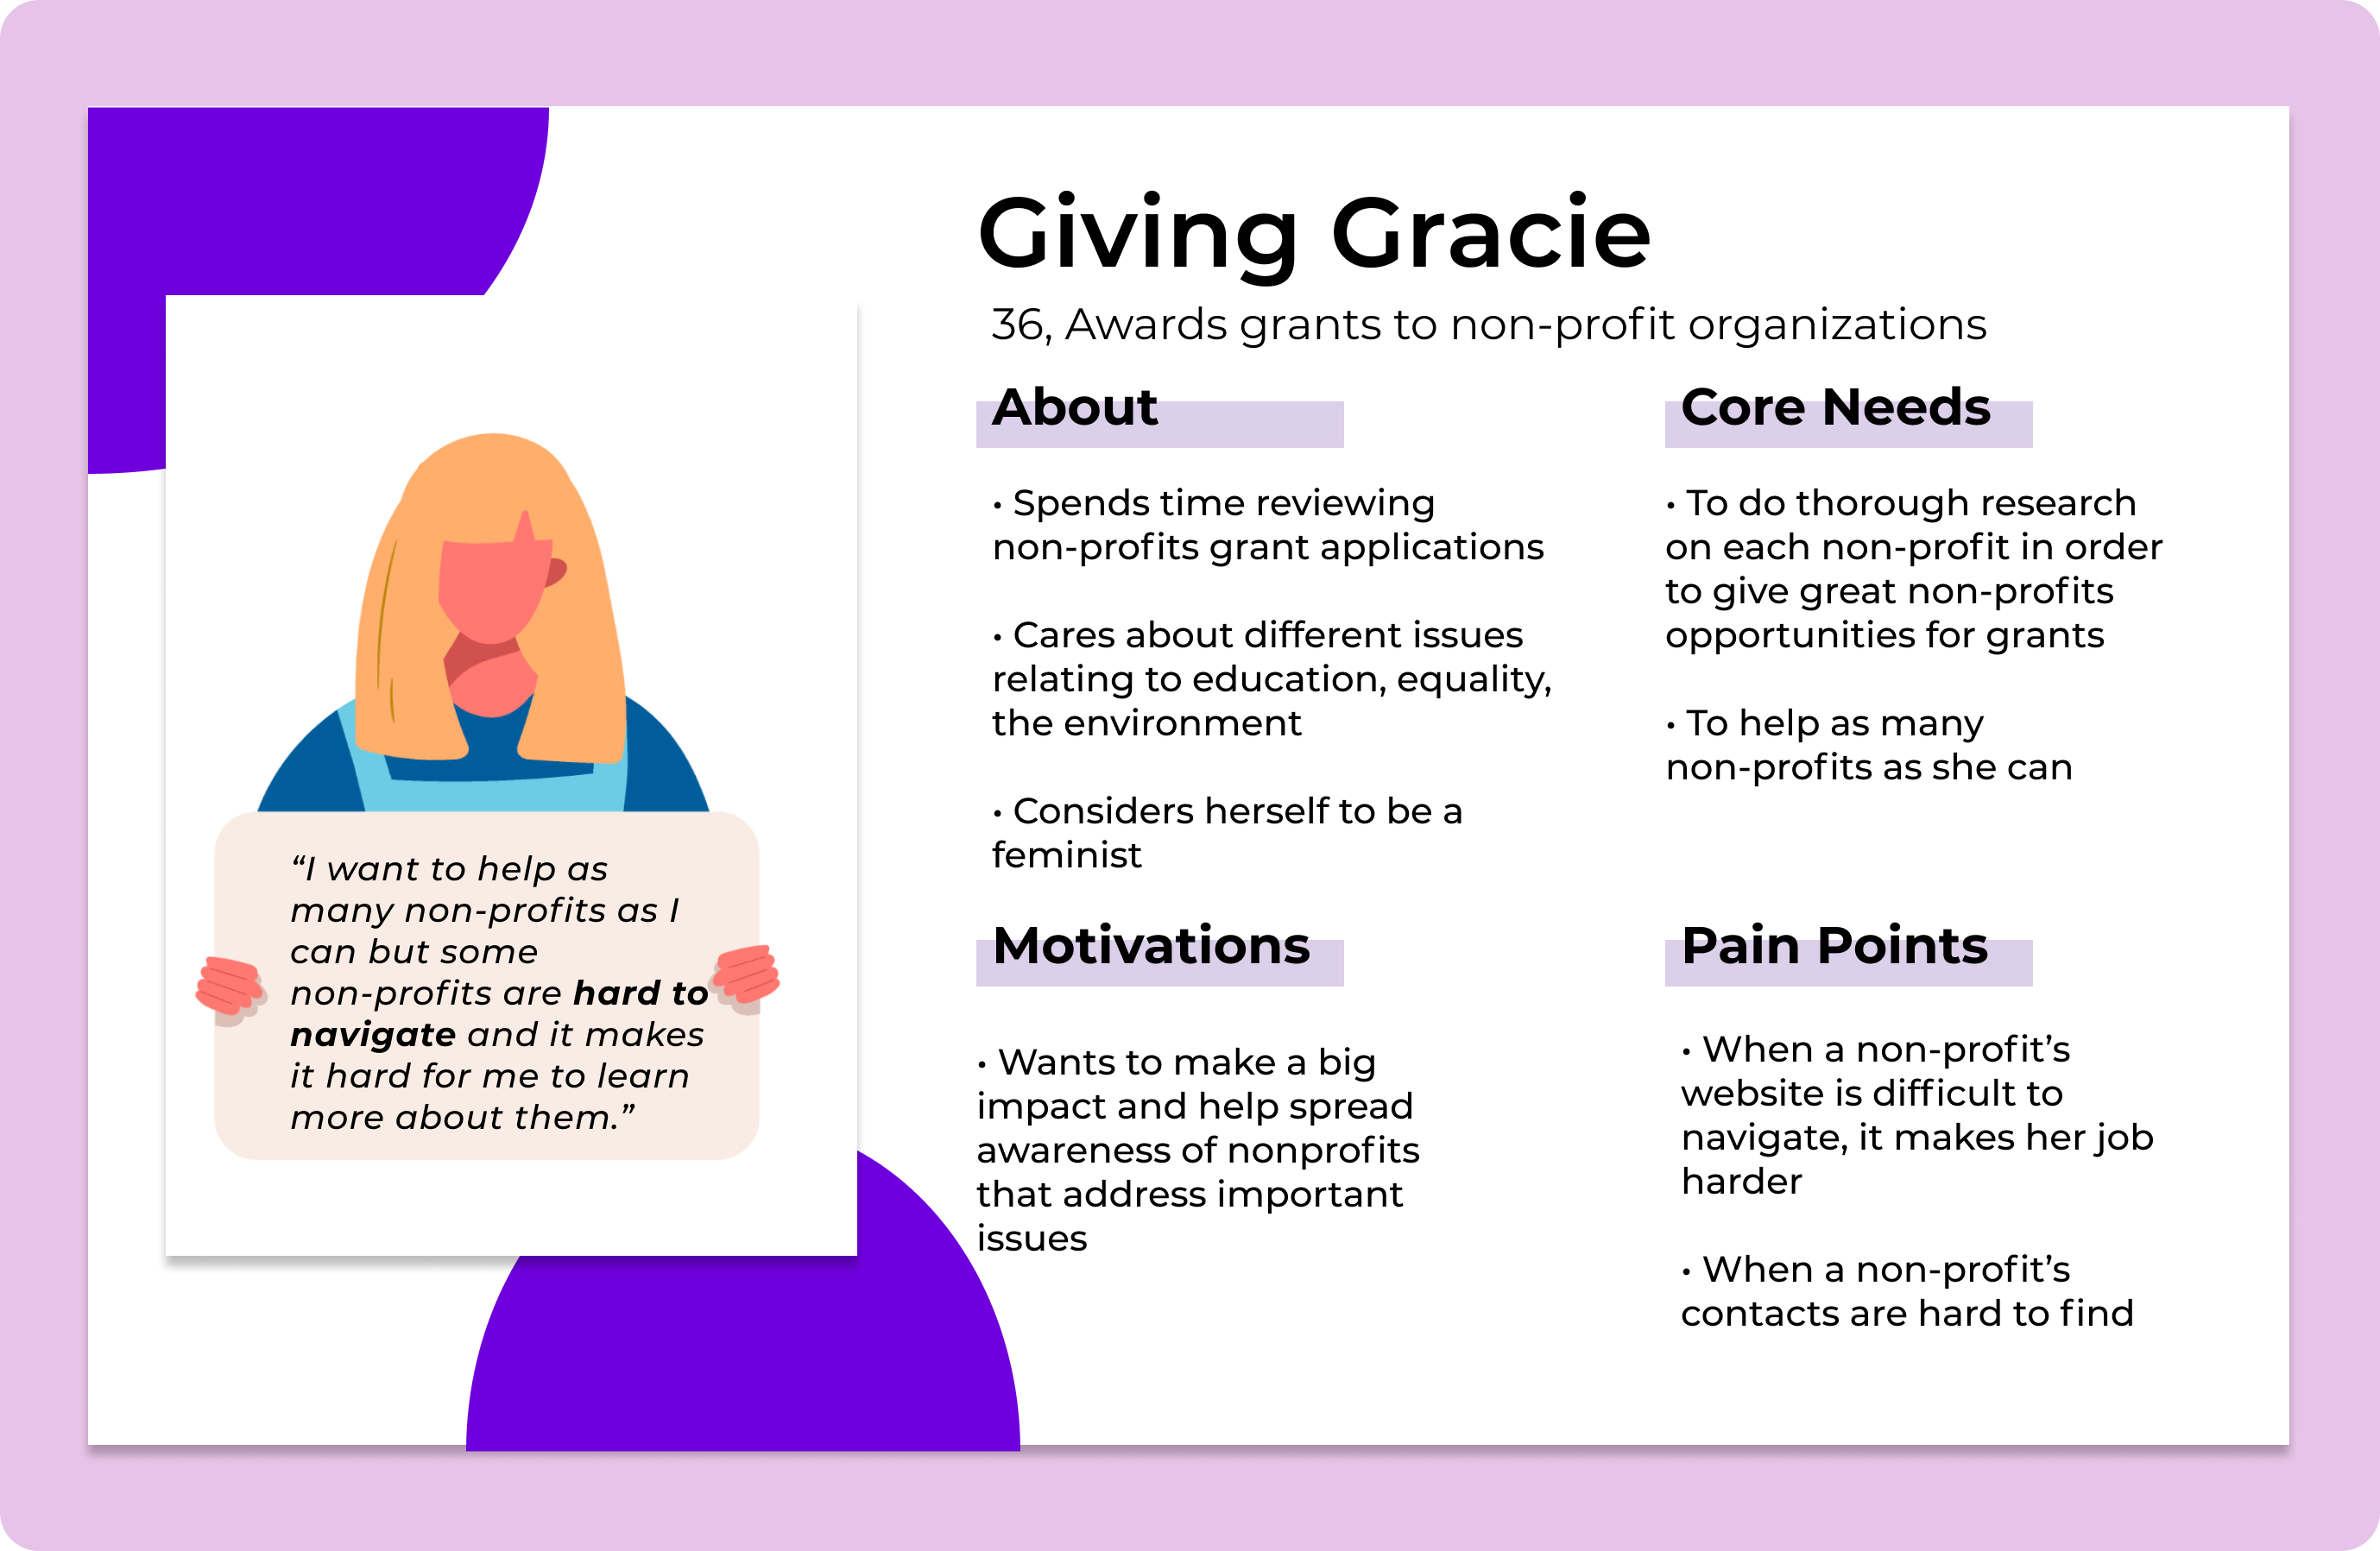 Giving Gracie
36, Awards grants to non-profit organizations
About
• Spends time reviewing
non-profits grant applications
• Cares about different issues
relating to education, equality,
the environment
• Considers herself to be a
feminist
Core Needs
• To do thorough research
on each non-profit in order
to give great non-profits
opportunities for grants
• To help as many
non-profits as she can
Motivations
• Wants to make a big
impact and help spread
awareness of nonprofits
that address important
issues
Pain Points
• When a non-profit’s
website is difficult to
navigate, it makes her job
harder
• When a non-profit’s
contacts are hard to find
“I want to help as
many non-profits as I
can but some
non-profits are hard to
navigate and it makes
it hard for me to learn
more about them.”